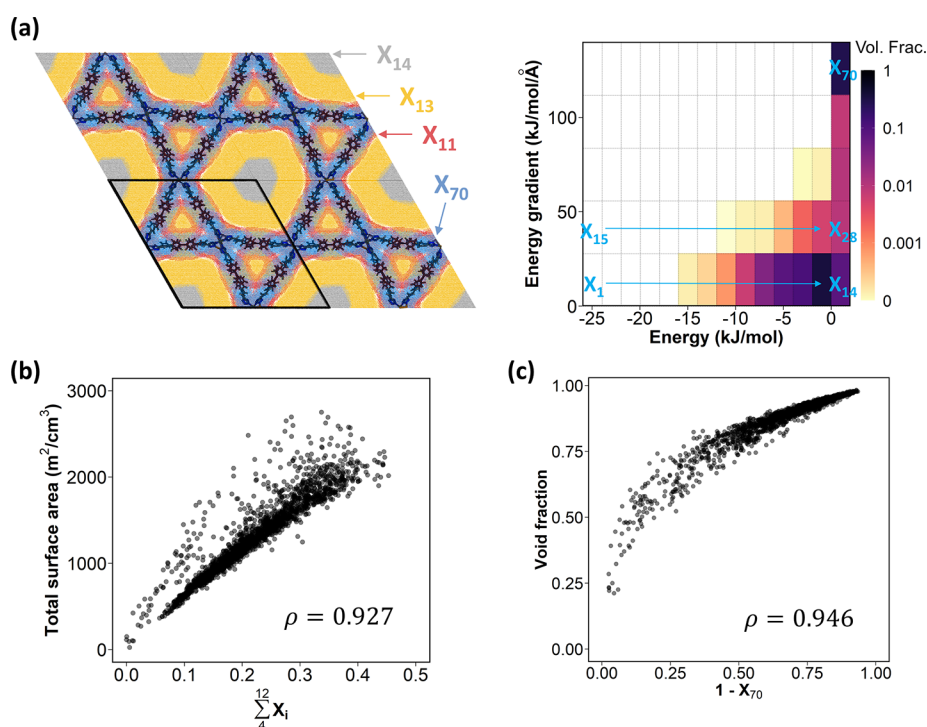 (a)
X14
X13
X11
X70
Energy gradient (kJ/mol/Å)
100
50
0
X70
X15
X28
X1
X14
-25
-20
-15
-10
-5
0
Energy (kJ/mol)
Vol. Frac.
1
0.1
0.01
0.001
0
(b)
Total surface area (m²/cm³)
3000
2000
1000
0
ρ = 0.927
0.0
0.1
0.2
0.3
0.4
0.5
12
∑ Xi
4
(c)
Void fraction
1.00
0.75
0.50
0.25
0.00
ρ = 0.946
0.00
0.25
0.50
0.75
1.00
1 - X70